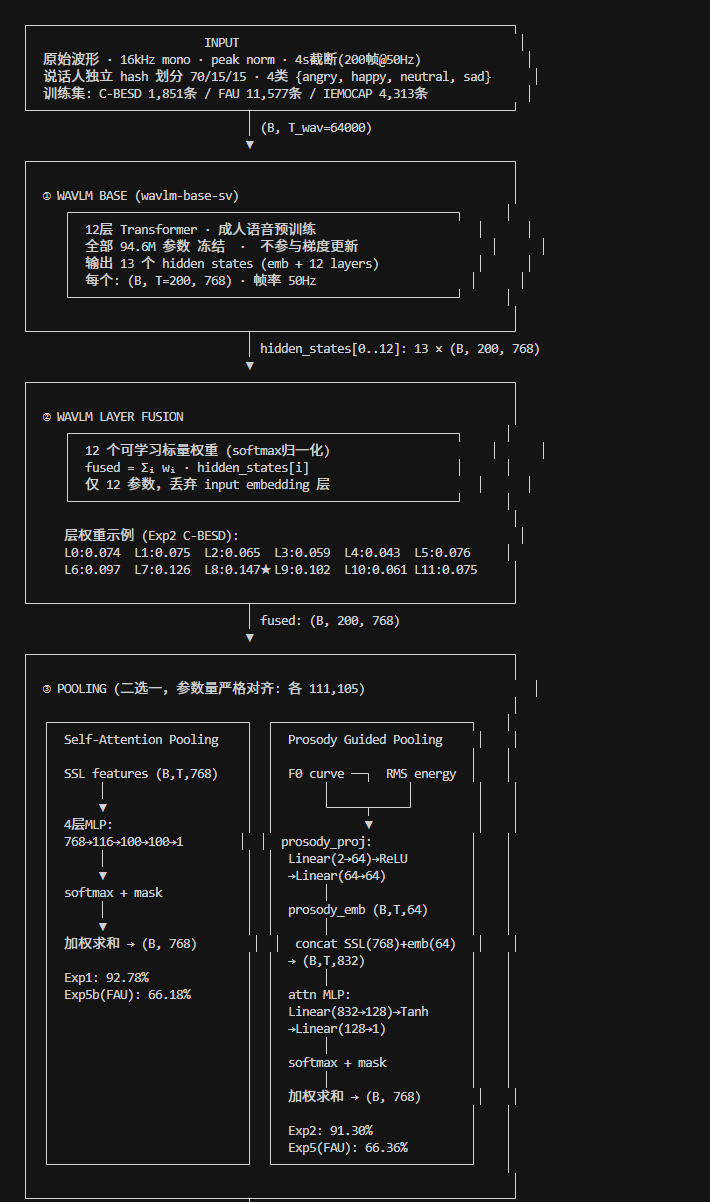 INPUT
原始波形 · 16kHz mono · peak norm · 4s截断(200帧@50Hz)
说话人独立 hash 划分 70/15/15 · 4类 {angry, happy, neutral, sad}
训练集: C-BESD 1,851条 / FAU 11,577条 / IEMOCAP 4,313条
(B, T_wav=64000)
▼
① WAVLM BASE (wavlm-base-sv)
12层 Transformer · 成人语音预训练
全部 94.6M 参数 冻结 · 不参与梯度更新
输出 13 个 hidden states (emb + 12 layers)
每个: (B, T=200, 768) · 帧率 50Hz
hidden_states[0..12]: 13 × (B, 200, 768)
▼
② WAVLM LAYER FUSION
12 个可学习标量权重 (softmax归一化)
fused = Σᵢ wᵢ · hidden_states[i]
仅 12 参数, 丢弃 input embedding 层
层权重示例 (Exp2 C-BESD):
L0:0.074 L1:0.075 L2:0.065 L3:0.059 L4:0.043 L5:0.076
L6:0.097 L7:0.126 L8:0.147★ L9:0.102 L10:0.061 L11:0.075
fused: (B, 200, 768)
▼
③ POOLING (二选一, 参数量严格对齐: 各 111,105)
Self-Attention Pooling
SSL features (B,T,768)
▼
4层MLP:
768→116→100→100→1
▼
softmax + mask
▼
加权求和 → (B, 768)
Exp1: 92.78%
Exp5b(FAU): 66.18%
Prosody Guided Pooling
F0 curve RMS energy
▼
prosody_proj:
Linear(2→64)→ReLU
→Linear(64→64)
prosody_emb (B,T,64)
concat SSL(768)+emb(64)
→ (B,T,832)
attn MLP:
Linear(832→128)→Tanh
→Linear(128→1)
softmax + mask
加权求和 → (B, 768)
Exp2: 91.30%
Exp5(FAU): 66.36%